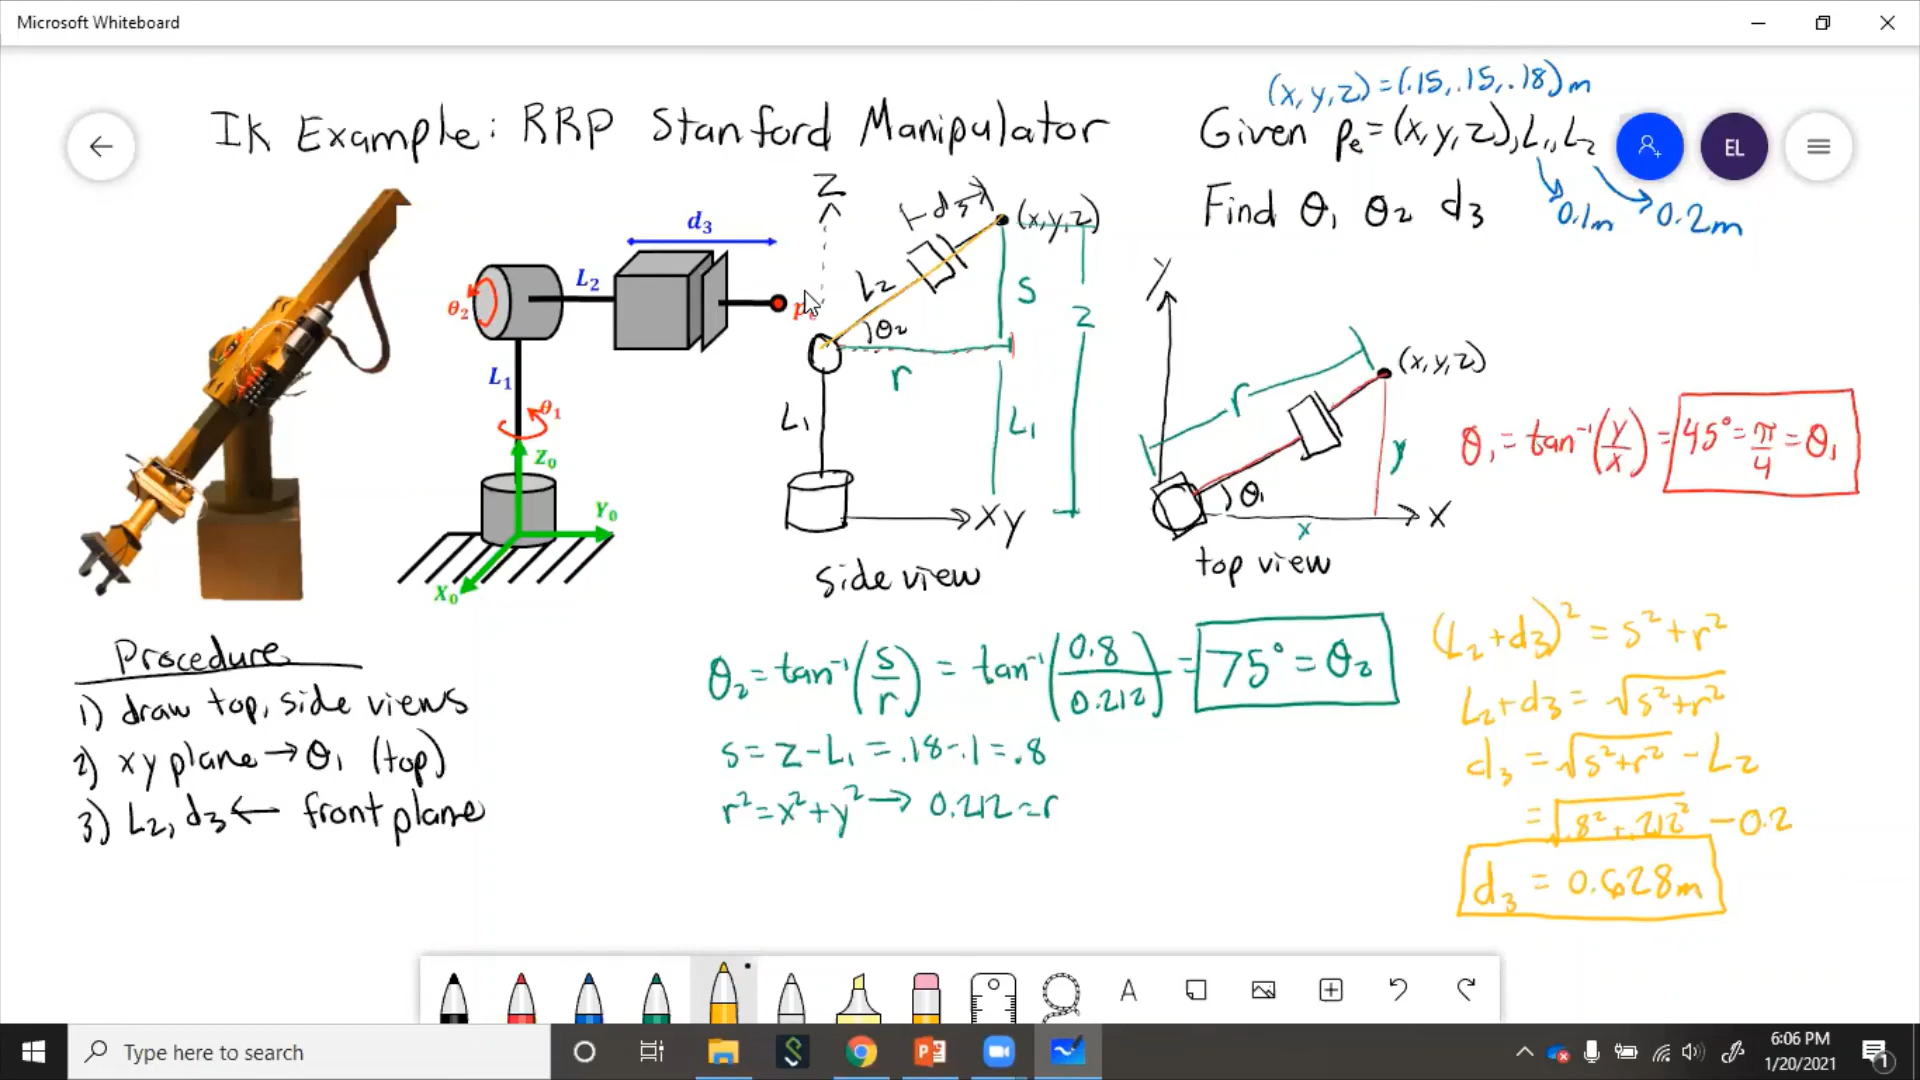 Microsoft Whiteboard
(x,y,z)=(.15,.15,.18)m
IK Example: RRP Stanford Manipulator
Given pe=(x,y,z),L1,L2
EL
0.1m 0.2m
Find θ1 θ2 d3
d3
L2
θ2
L1
θ1
Z0
Y0
X0
Z
d3
(x,y,z)
L2
θ2
s
z
r
L1
L1
xy
side view
Y
(x,y,z)
r
y
θ1
x
X
top view
θ1=tan⁻¹(y/x)=45°=π/4=θ1
Procedure
1) draw top, side views
2) xy plane→θ1 (top)
3) L2, d3← front plane
θ2=tan⁻¹(s/r)=tan⁻¹(0.8/0.212)=75°=θ2
s=z-L1=.18-.1=.8
r²=x²+y²→0.212=r
(L2+d3)²=s²+r²
L2+d3=√s²+r²
d3=√s²+r²-L2
=√.8²+.212²-0.2
d3=0.628m
A
Type here to search
6:06 PM
1/20/2021
1